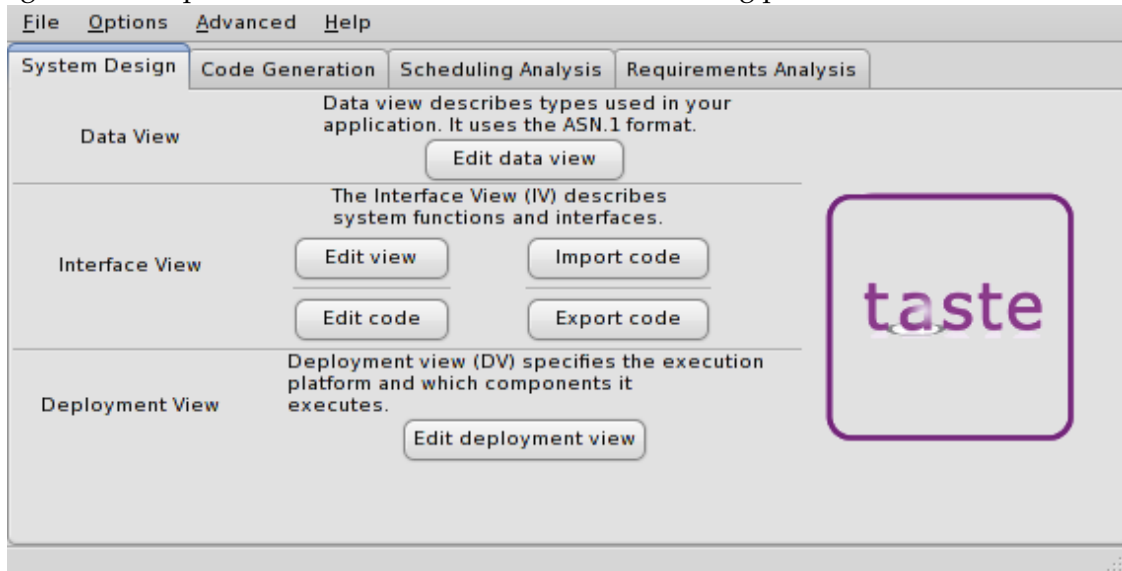 File Options Advanced Help
System Design Code Generation Scheduling Analysis Requirements Analysis
Data view describes types used in your
application. It uses the ASN.1 format.
Data View
Edit data view
The Interface View (IV) describes
system functions and interfaces.
Interface View
Edit view Import code
Edit code Export code
taste
Deployment view (DV) specifies the execution
platform and which components it
executes.
Deployment View
Edit deployment view